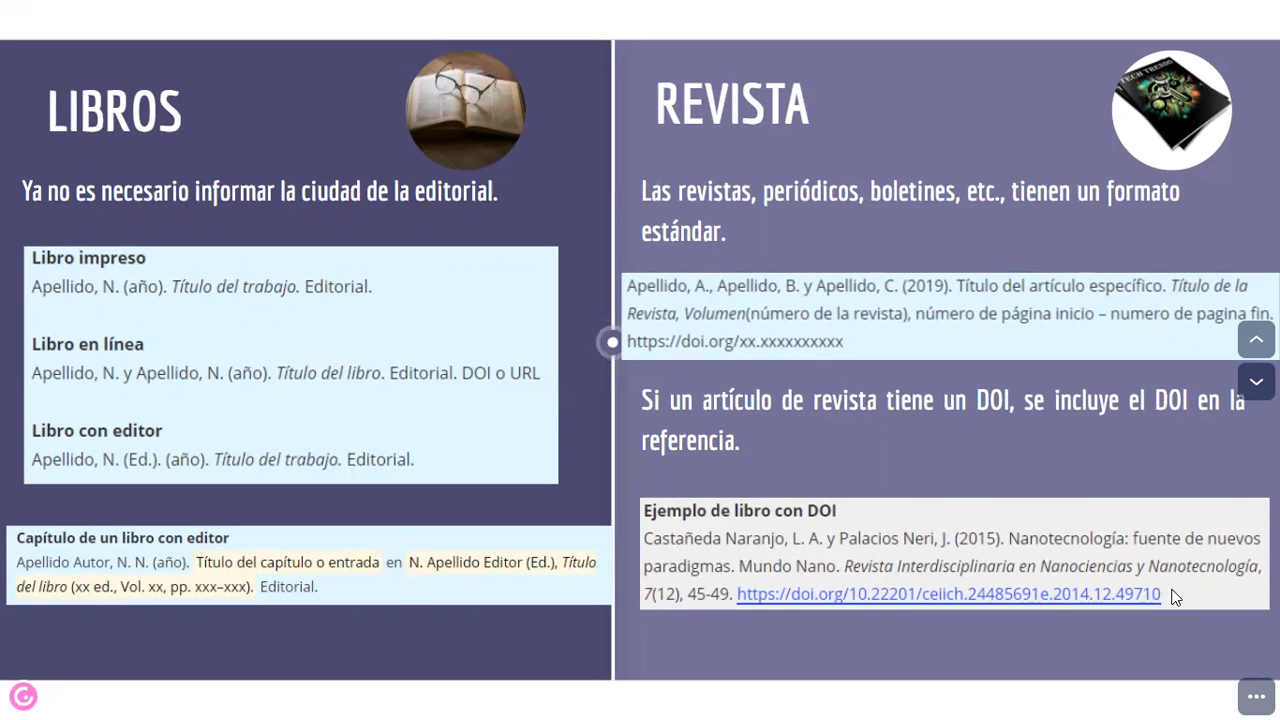 LIBROS
Ya no es necesario informar la ciudad de la editorial.
Libro impreso
Apellido, N. (año). Título del trabajo. Editorial.
Libro en línea
Apellido, N. y Apellido, N. (año). Título del libro. Editorial. DOI o URL
Libro con editor
Apellido, N. (Ed.). (año). Título del trabajo. Editorial.
Capítulo de un libro con editor
Apellido Autor, N. N. (año). Título del capítulo o entrada en N. Apellido Editor (Ed.), Título
del libro (xx ed., Vol. xx, pp. xxx–xxx). Editorial.
REVISTA
TECH TRENDS
Las revistas, periódicos, boletines, etc., tienen un formato
estándar.
Apellido, A., Apellido, B. y Apellido, C. (2019). Título del artículo específico. Título de la
Revista, Volumen(número de la revista), número de página inicio – numero de pagina fin.
https://doi.org/xx.xxxxxxxxxx
Si un artículo de revista tiene un DOI, se incluye el DOI en la
referencia.
Ejemplo de libro con DOI
Castañeda Naranjo, L. A. y Palacios Neri, J. (2015). Nanotecnología: fuente de nuevos
paradigmas. Mundo Nano. Revista Interdisciplinaria en Nanociencias y Nanotecnología,
7(12), 45-49. https://doi.org/10.22201/ceiich.24485691e.2014.12.49710